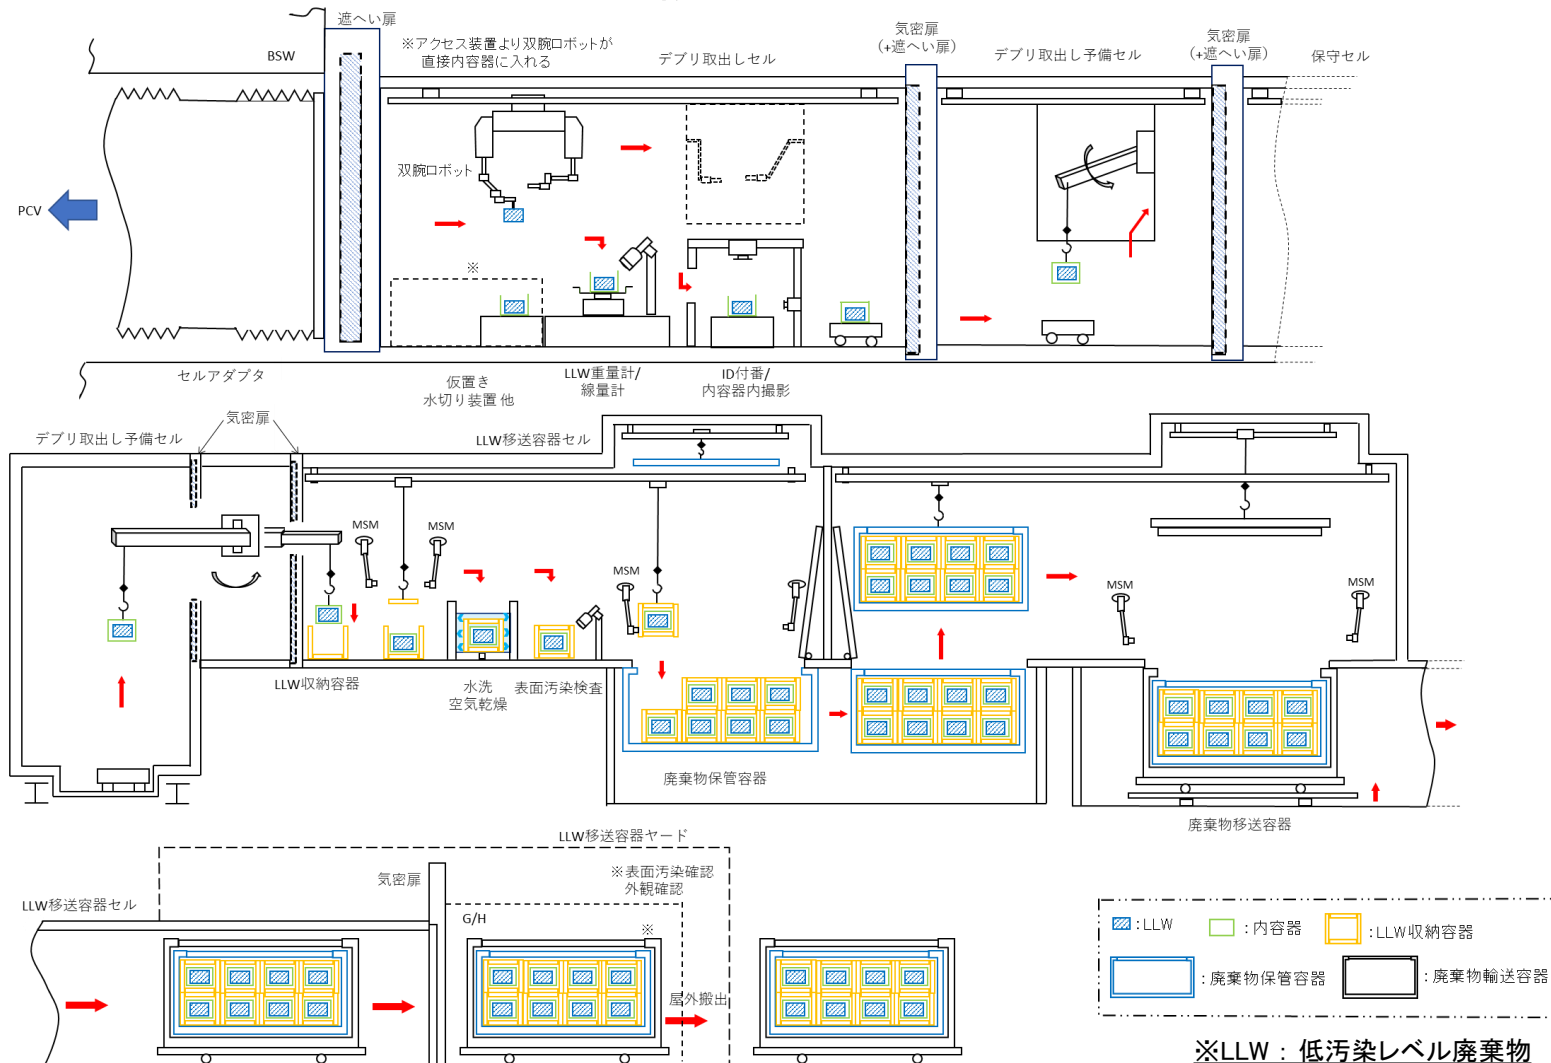 遮へい扉
BSW
※アクセス装置より双腕ロボットが
直接内容器に入れる
デブリ取出しセル
気密扉
(+遮へい扉)
デブリ取出し予備セル
気密扉
(+遮へい扉)
保守セル
双腕ロボット
PCV
※
セルアダプタ
仮置き
水切り装置 他
LLW重量計/
線量計
ID付番/
内容器内撮影
デブリ取出し予備セル
気密扉
LLW移送容器セル
MSM
MSM
MSM
MSM
MSM
LLW収納容器
水洗
空気乾燥
表面汚染検査
廃棄物保管容器
廃棄物移送容器
LLW移送容器ヤード
LLW移送容器セル
気密扉
※表面汚染確認
外観確認
G/H
※
屋外搬出
:LLW
:内容器
:LLW収納容器
:廃棄物保管容器
:廃棄物輸送容器
※LLW:低汚染レベル廃棄物